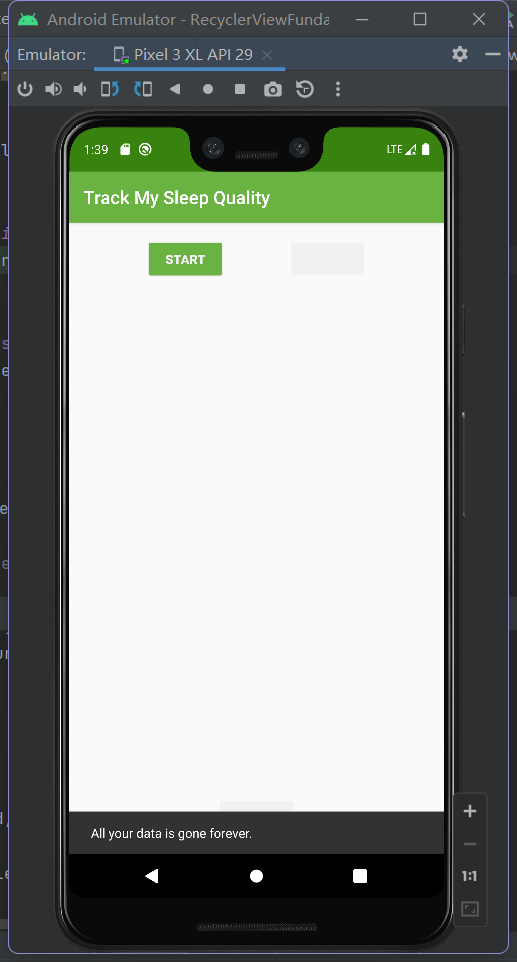 Android Emulator - RecyclerViewFunda
Emulator:
Pixel 3 XL API 29
1:39
LTE
Track My Sleep Quality
START
All your data is gone forever.
1:1